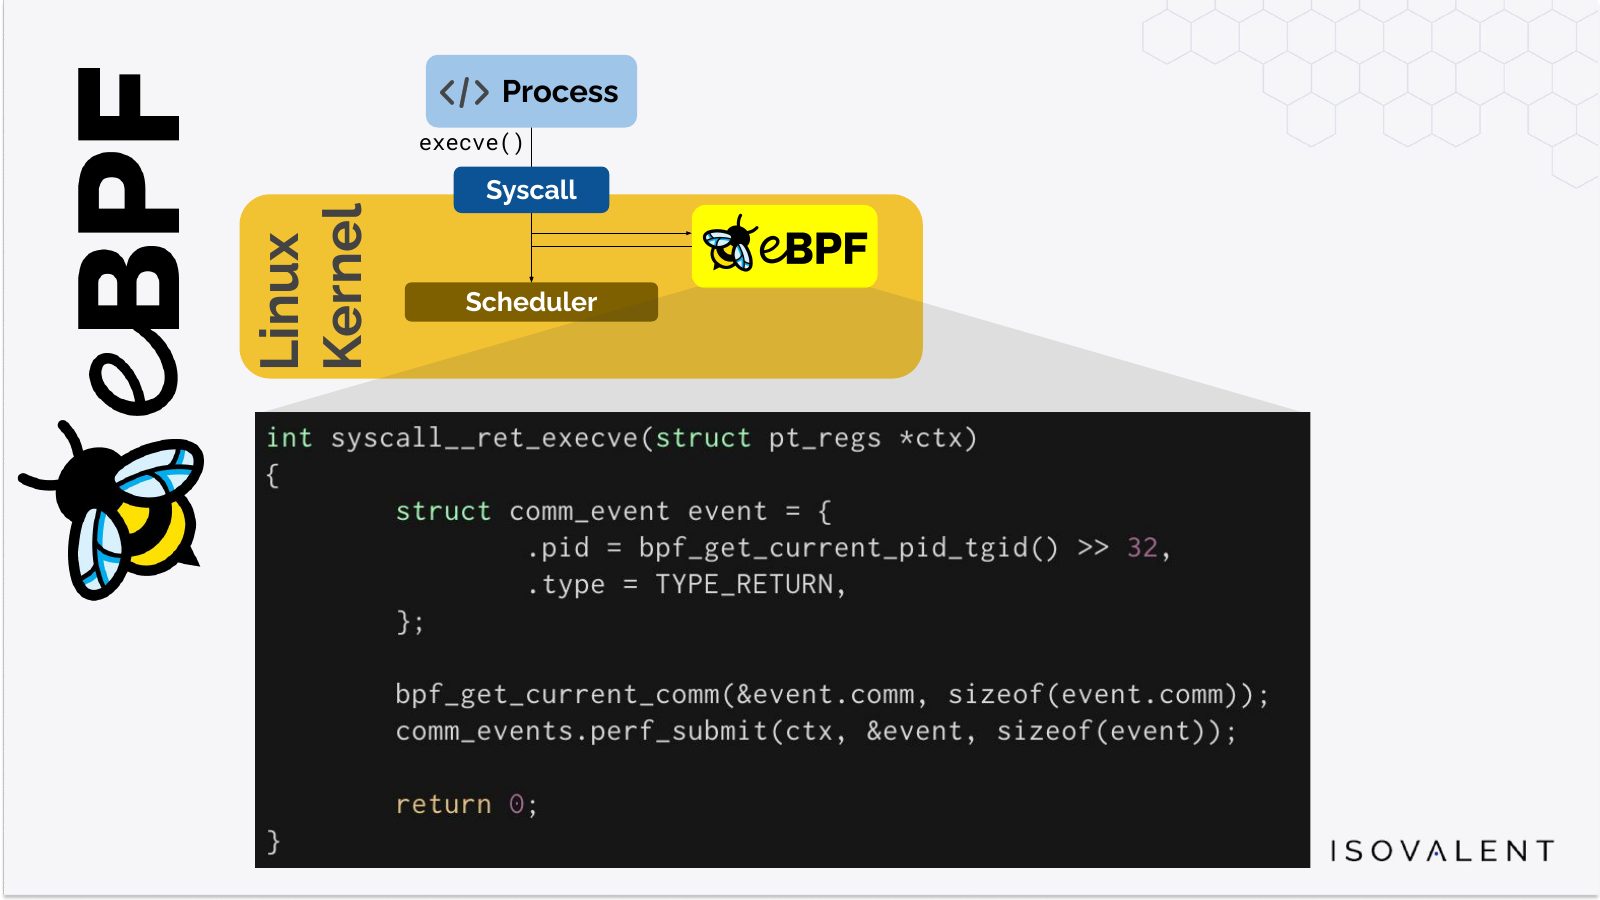 eBPF
</> Process
execve()
Syscall
Linux
Kernel
eBPF
Scheduler
int syscall__ret_execve(struct pt_regs *ctx)
{
        struct comm_event event = {
                .pid = bpf_get_current_pid_tgid() >> 32,
                .type = TYPE_RETURN,
        };

        bpf_get_current_comm(&event.comm, sizeof(event.comm));
        comm_events.perf_submit(ctx, &event, sizeof(event));

        return 0;
}
ISOVALENT